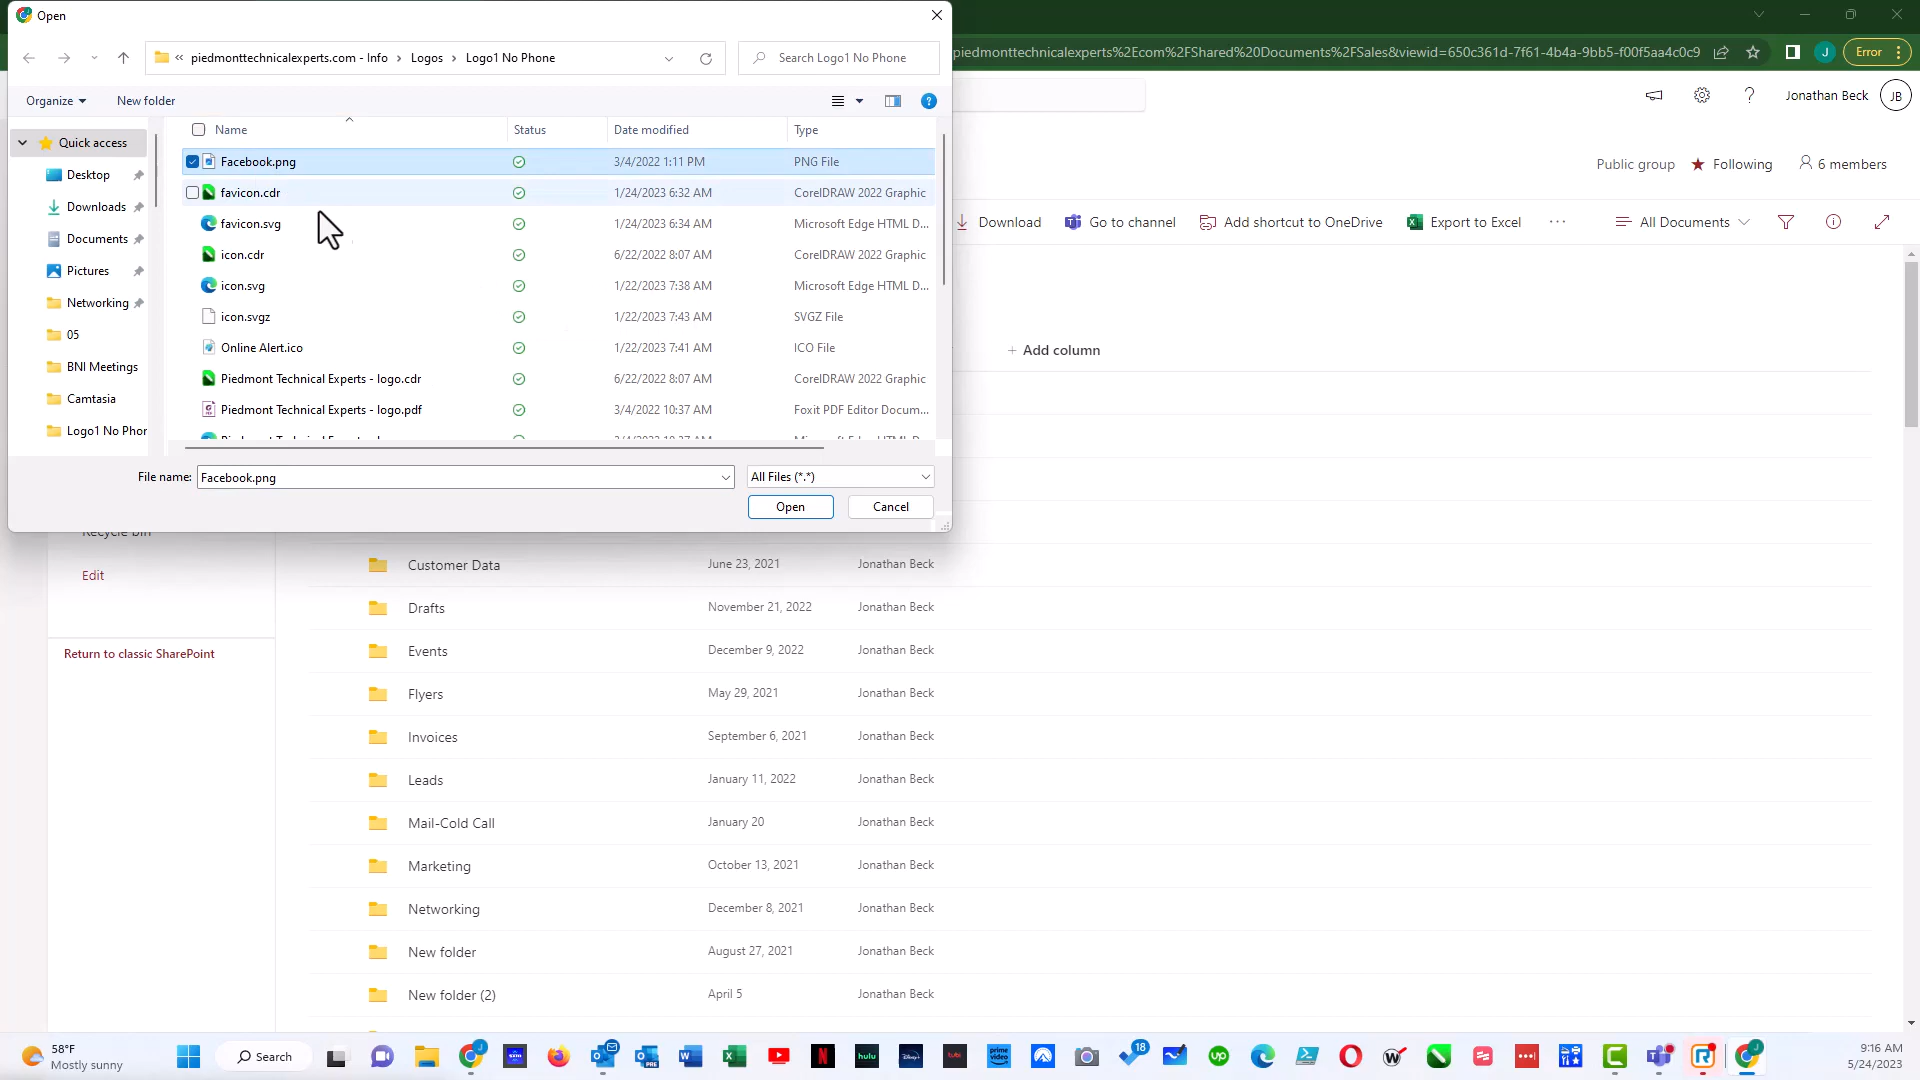 Open
piedmonttechnicalexperts.com - Info > Logos > Logo1 No Phone
Search Logo1 No Phone
piedmonttechnicalexperts%2Ecom%2FShared%20Documents%2FSales&viewid=650c361d-7f61-4b4a-9bb5-f00f5aa4c0c9
J
Error
Organize
New folder
Jonathan Beck
JB
Name
Status
Date modified
Type
Quick access
Desktop
Downloads
Documents
Pictures
Networking
05
BNI Meetings
Camtasia
Logo1 No Phon
Facebook.png 3/4/2022 1:11 PM PNG File
favicon.cdr 1/24/2023 6:32 AM CorelDRAW 2022 Graphic
favicon.svg 1/24/2023 6:34 AM Microsoft Edge HTML D...
icon.cdr 6/22/2022 8:07 AM CorelDRAW 2022 Graphic
icon.svg 1/22/2023 7:38 AM Microsoft Edge HTML D...
icon.svgz 1/22/2023 7:43 AM SVGZ File
Online Alert.ico 1/22/2023 7:41 AM ICO File
Piedmont Technical Experts - logo.cdr 6/22/2022 8:07 AM CorelDRAW 2022 Graphic
Piedmont Technical Experts - logo.pdf 3/4/2022 10:37 AM Foxit PDF Editor Docum...
File name: Facebook.png
All Files (*.*)
Open
Cancel
Public group
Following
6 members
Download
Go to channel
Add shortcut to OneDrive
Export to Excel
All Documents
+ Add column
Recycle bin
Edit
Return to classic SharePoint
Customer Data June 23, 2021 Jonathan Beck
Drafts November 21, 2022 Jonathan Beck
Events December 9, 2022 Jonathan Beck
Flyers May 29, 2021 Jonathan Beck
Invoices September 6, 2021 Jonathan Beck
Leads January 11, 2022 Jonathan Beck
Mail-Cold Call January 20 Jonathan Beck
Marketing October 13, 2021 Jonathan Beck
Networking December 8, 2021 Jonathan Beck
New folder August 27, 2021 Jonathan Beck
New folder (2) April 5 Jonathan Beck
58°F
Mostly sunny
Search
hulu
prime video
18
9:16 AM
5/24/2023